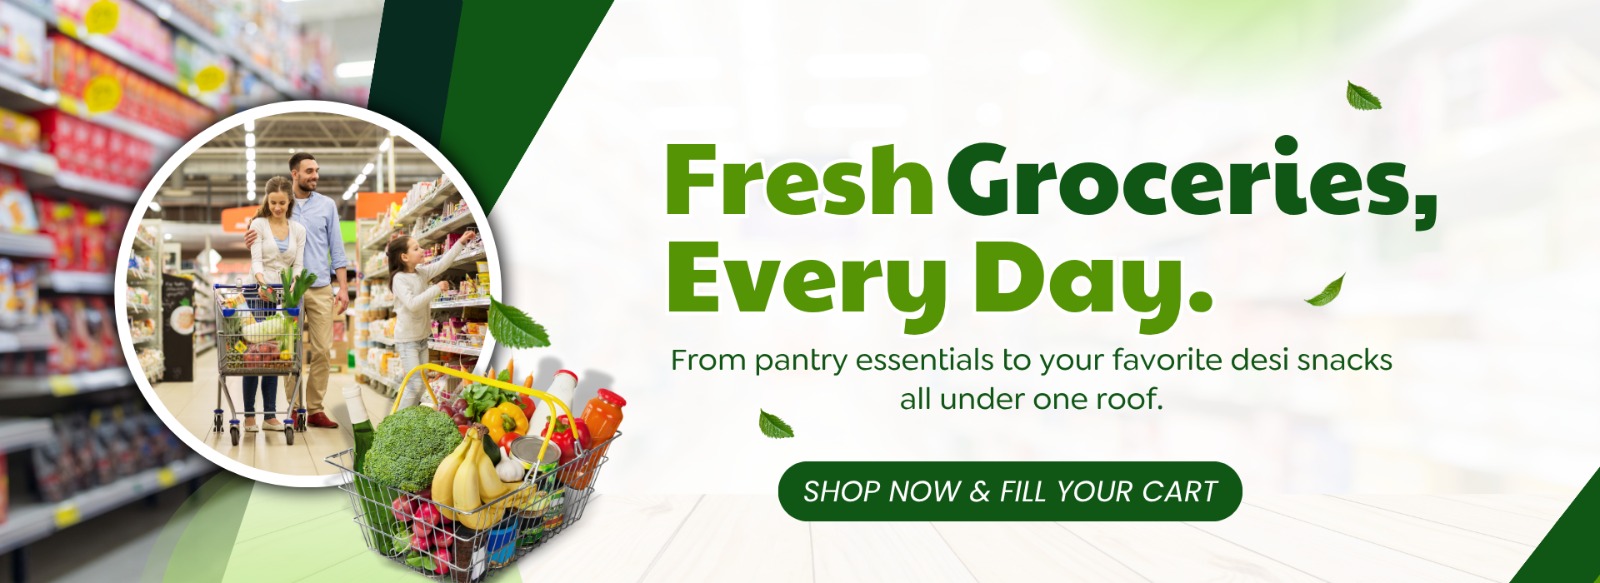 Fresh Groceries,
Every Day.
From pantry essentials to your favorite desi snacks
all under one roof.
SHOP NOW & FILL YOUR CART